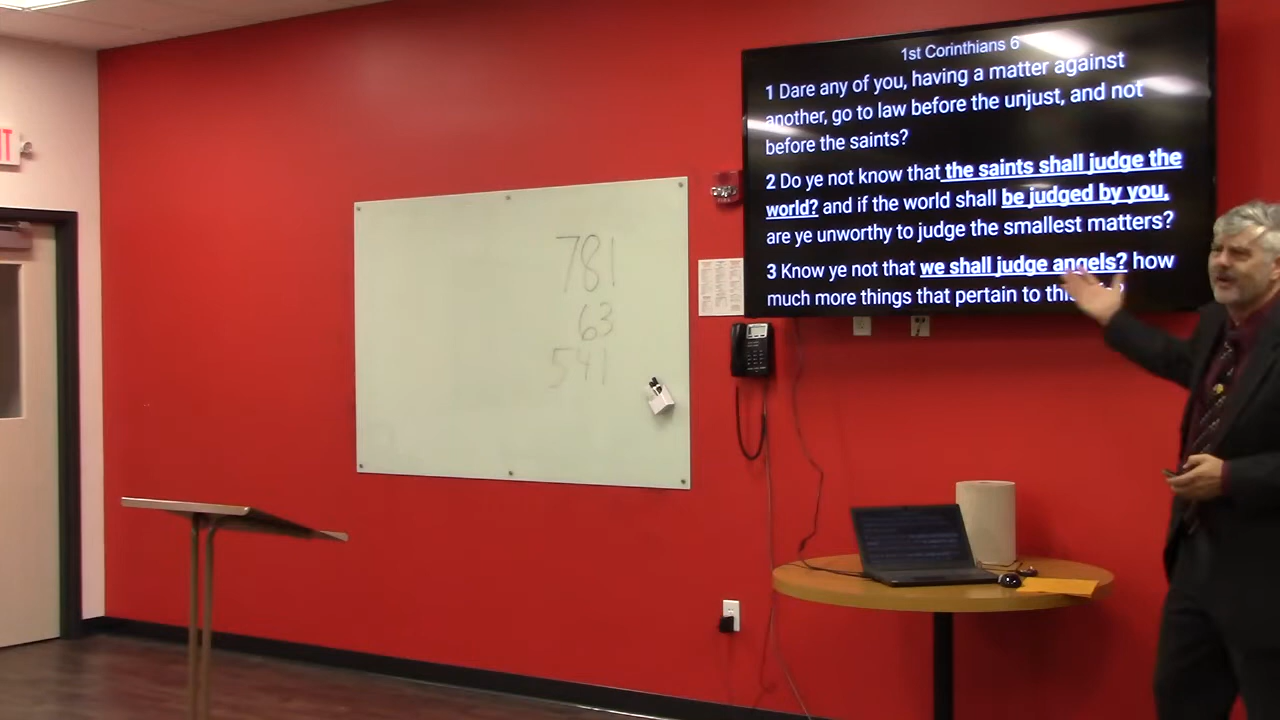 1st Corinthians 6
1 Dare any of you, having a matter against
another, go to law before the unjust, and not
before the saints?
2 Do ye not know that the saints shall judge the
world? and if the world shall be judged by you,
are ye unworthy to judge the smallest matters?
3 Know ye not that we shall judge angels? how
much more things that pertain to
781
63
541